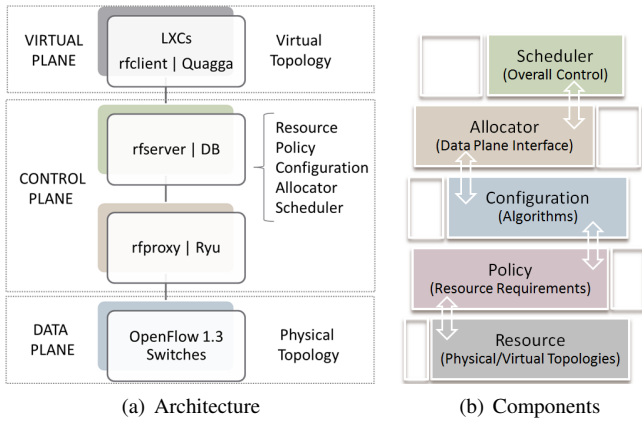 VIRTUAL
PLANE
LXCs
rfclient | Quagga
Virtual
Topology
CONTROL
PLANE
rfserver | DB
Resource
Policy
Configuration
Allocator
Scheduler
rfproxy | Ryu
DATA
PLANE
OpenFlow 1.3
Switches
Physical
Topology
(a) Architecture
Scheduler
(Overall Control)
Allocator
(Data Plane Interface)
Configuration
(Algorithms)
Policy
(Resource Requirements)
Resource
(Physical/Virtual Topologies)
(b) Components